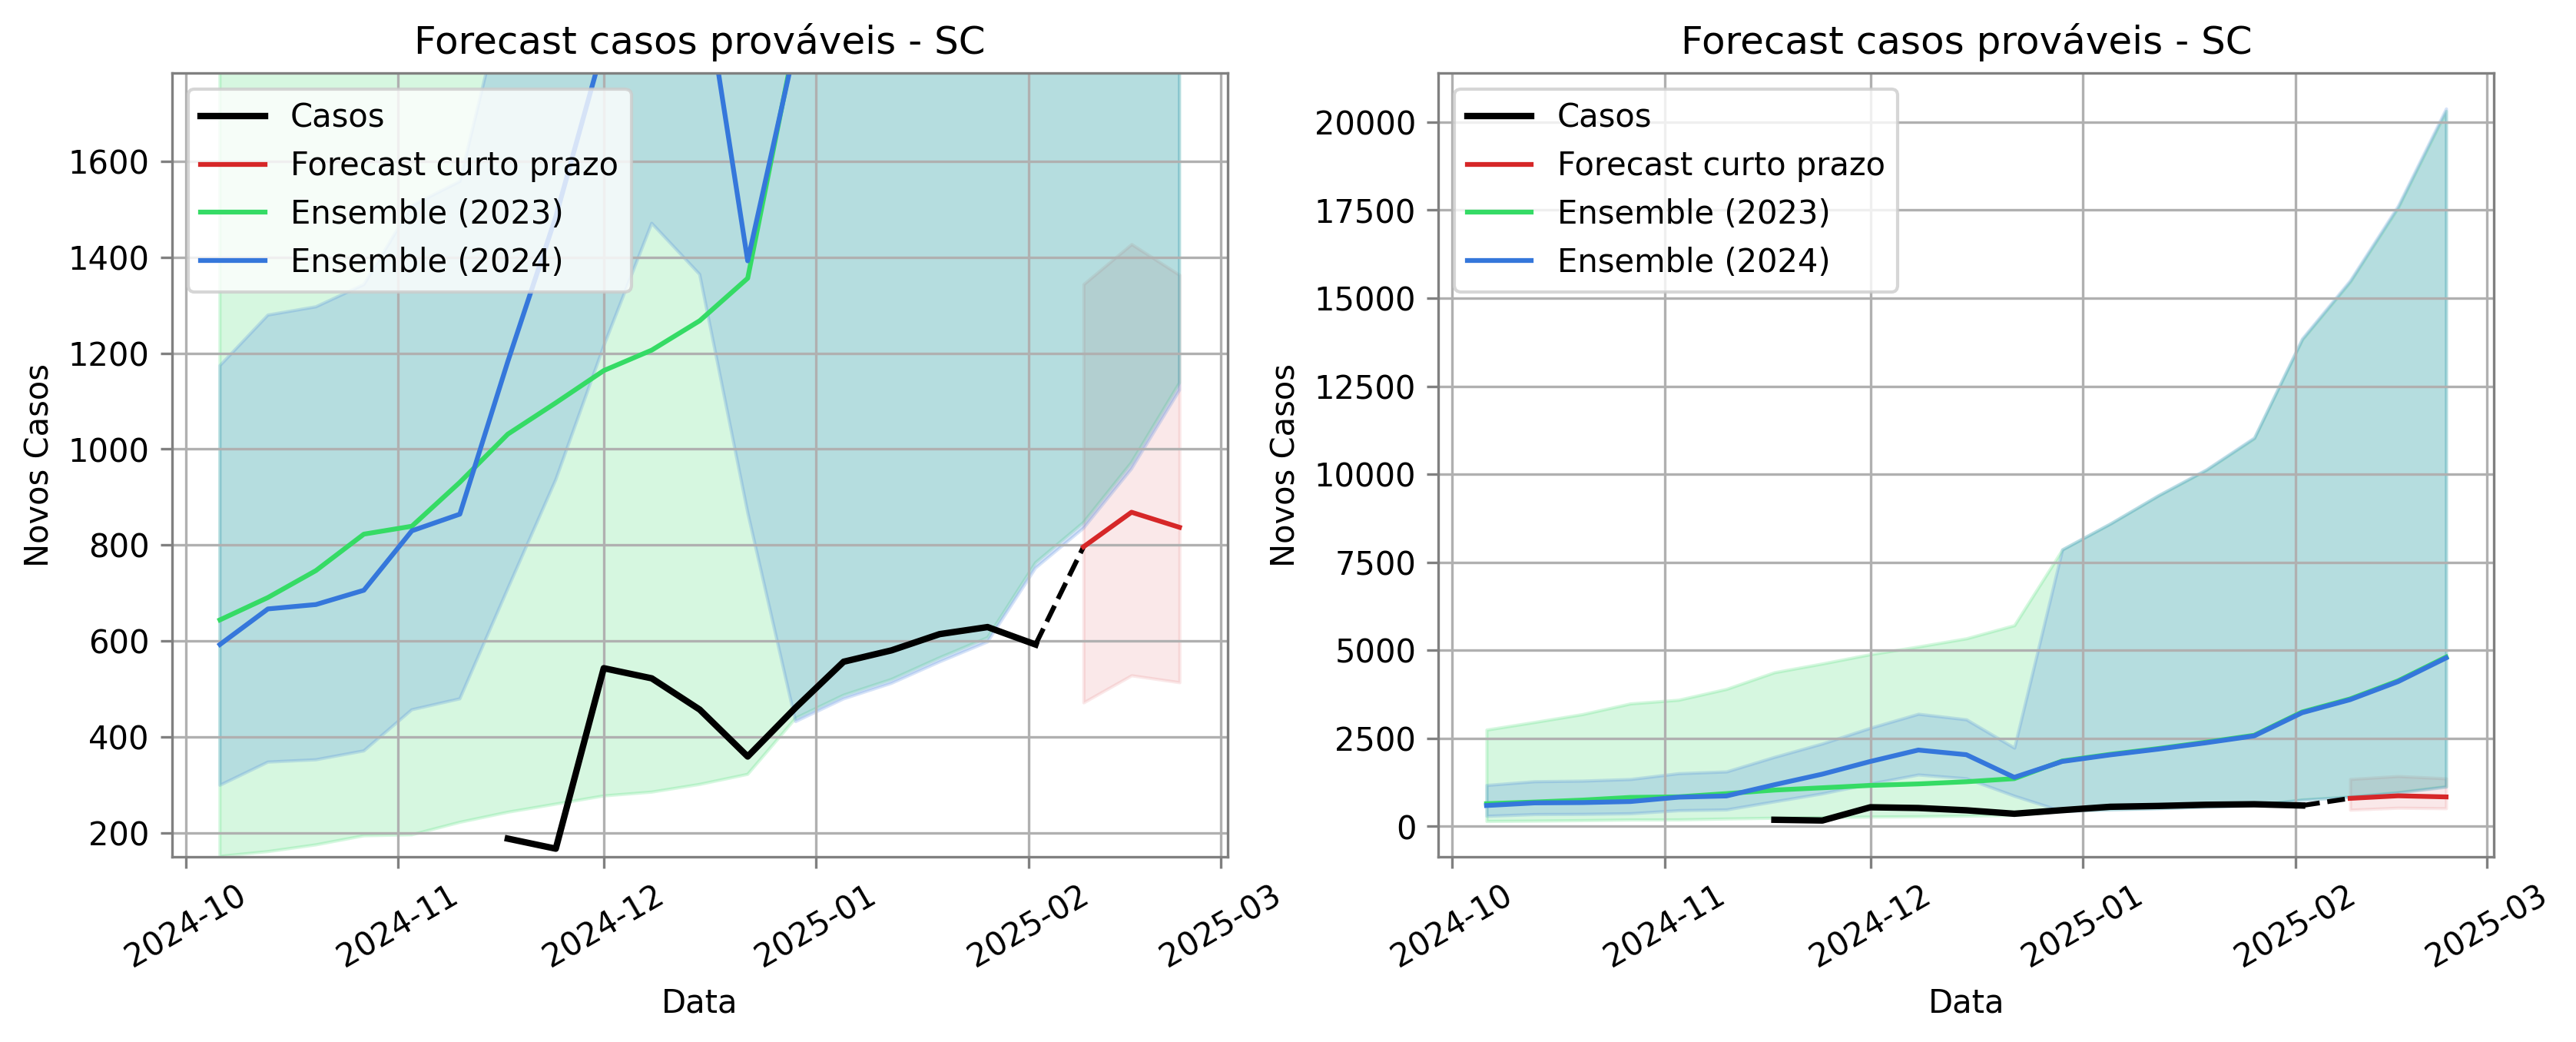 Forecast casos prováveis - SC
Casos
Forecast curto prazo
Ensemble (2023)
Ensemble (2024)
1600
1400
1200
1000
800
600
400
200
Novos Casos
2024-10
2024-11
2024-12
2025-01
2025-02
2025-03
Data
Forecast casos prováveis - SC
Casos
Forecast curto prazo
Ensemble (2023)
Ensemble (2024)
20000
17500
15000
12500
10000
7500
5000
2500
0
Novos Casos
2024-10
2024-11
2024-12
2025-01
2025-02
2025-03
Data